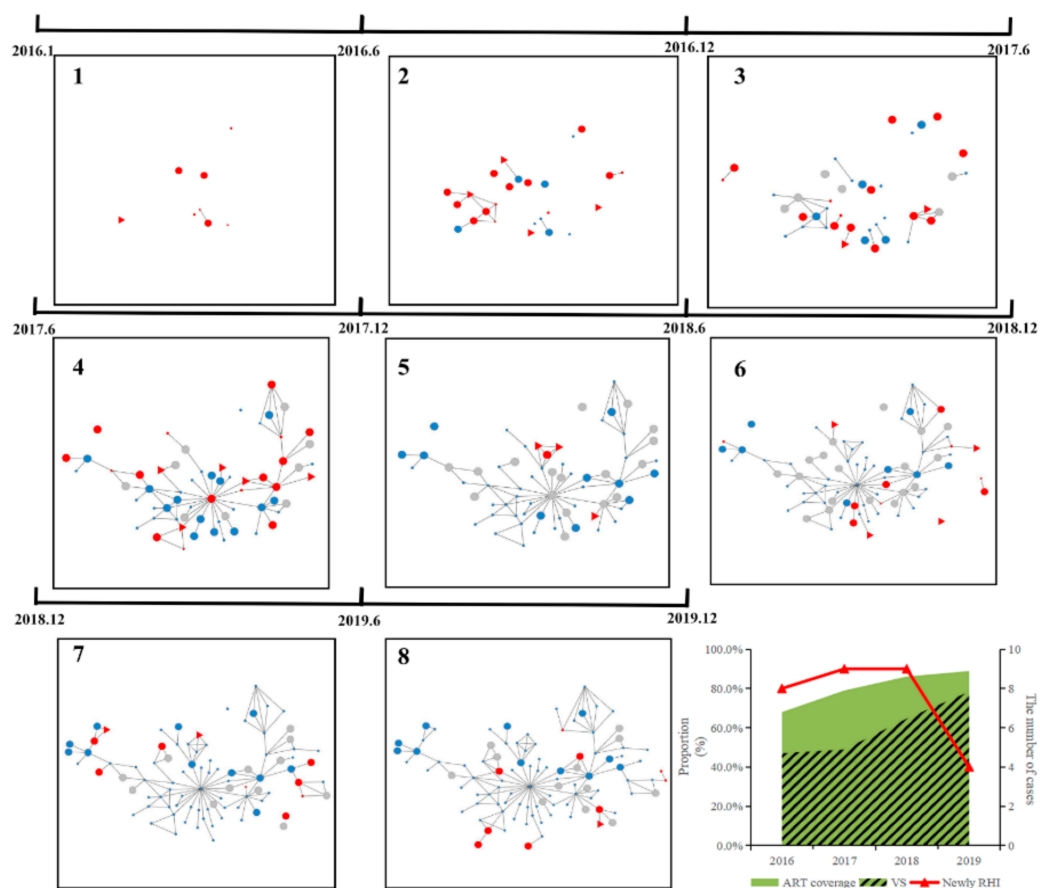 2016.1 2016.6 2016.12 2017.6
1 2 3
2017.6 2017.12 2018.6 2018.12
4 5 6
2018.12 2019.6 2019.12
7 8
100.0% 10
80.0% 8
60.0% 6
40.0% 4
20.0% 2
0.0% 0
Proportion
(%)
The number of cases
2016 2017 2018 2019
ART coverage VS Newly RHI